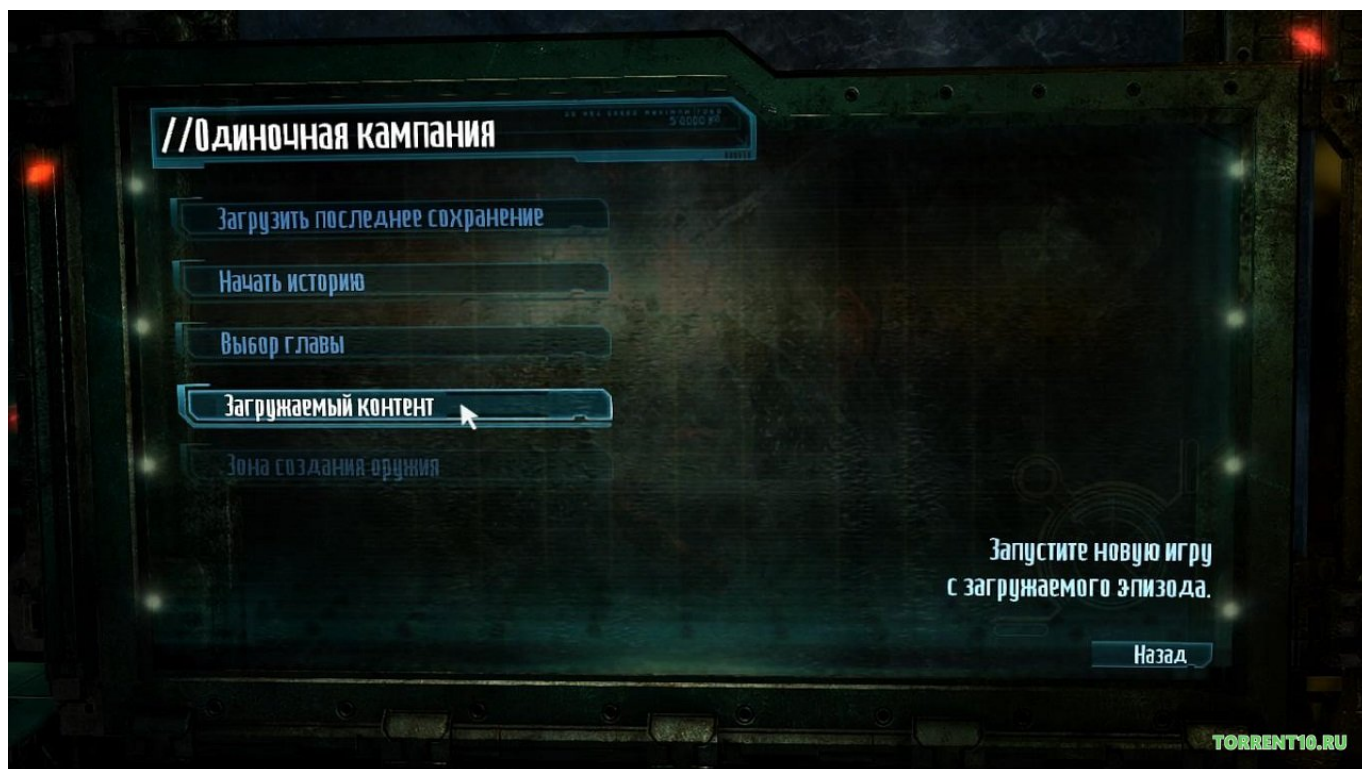 //Одиночная кампания
Загрузить последнее сохранение
Начать историю
Выбор главы
Загружаемый контент
Зона создания оружия
Запустите новую игру
с загружаемого эпизода.
Назад
TORRENT10.RU